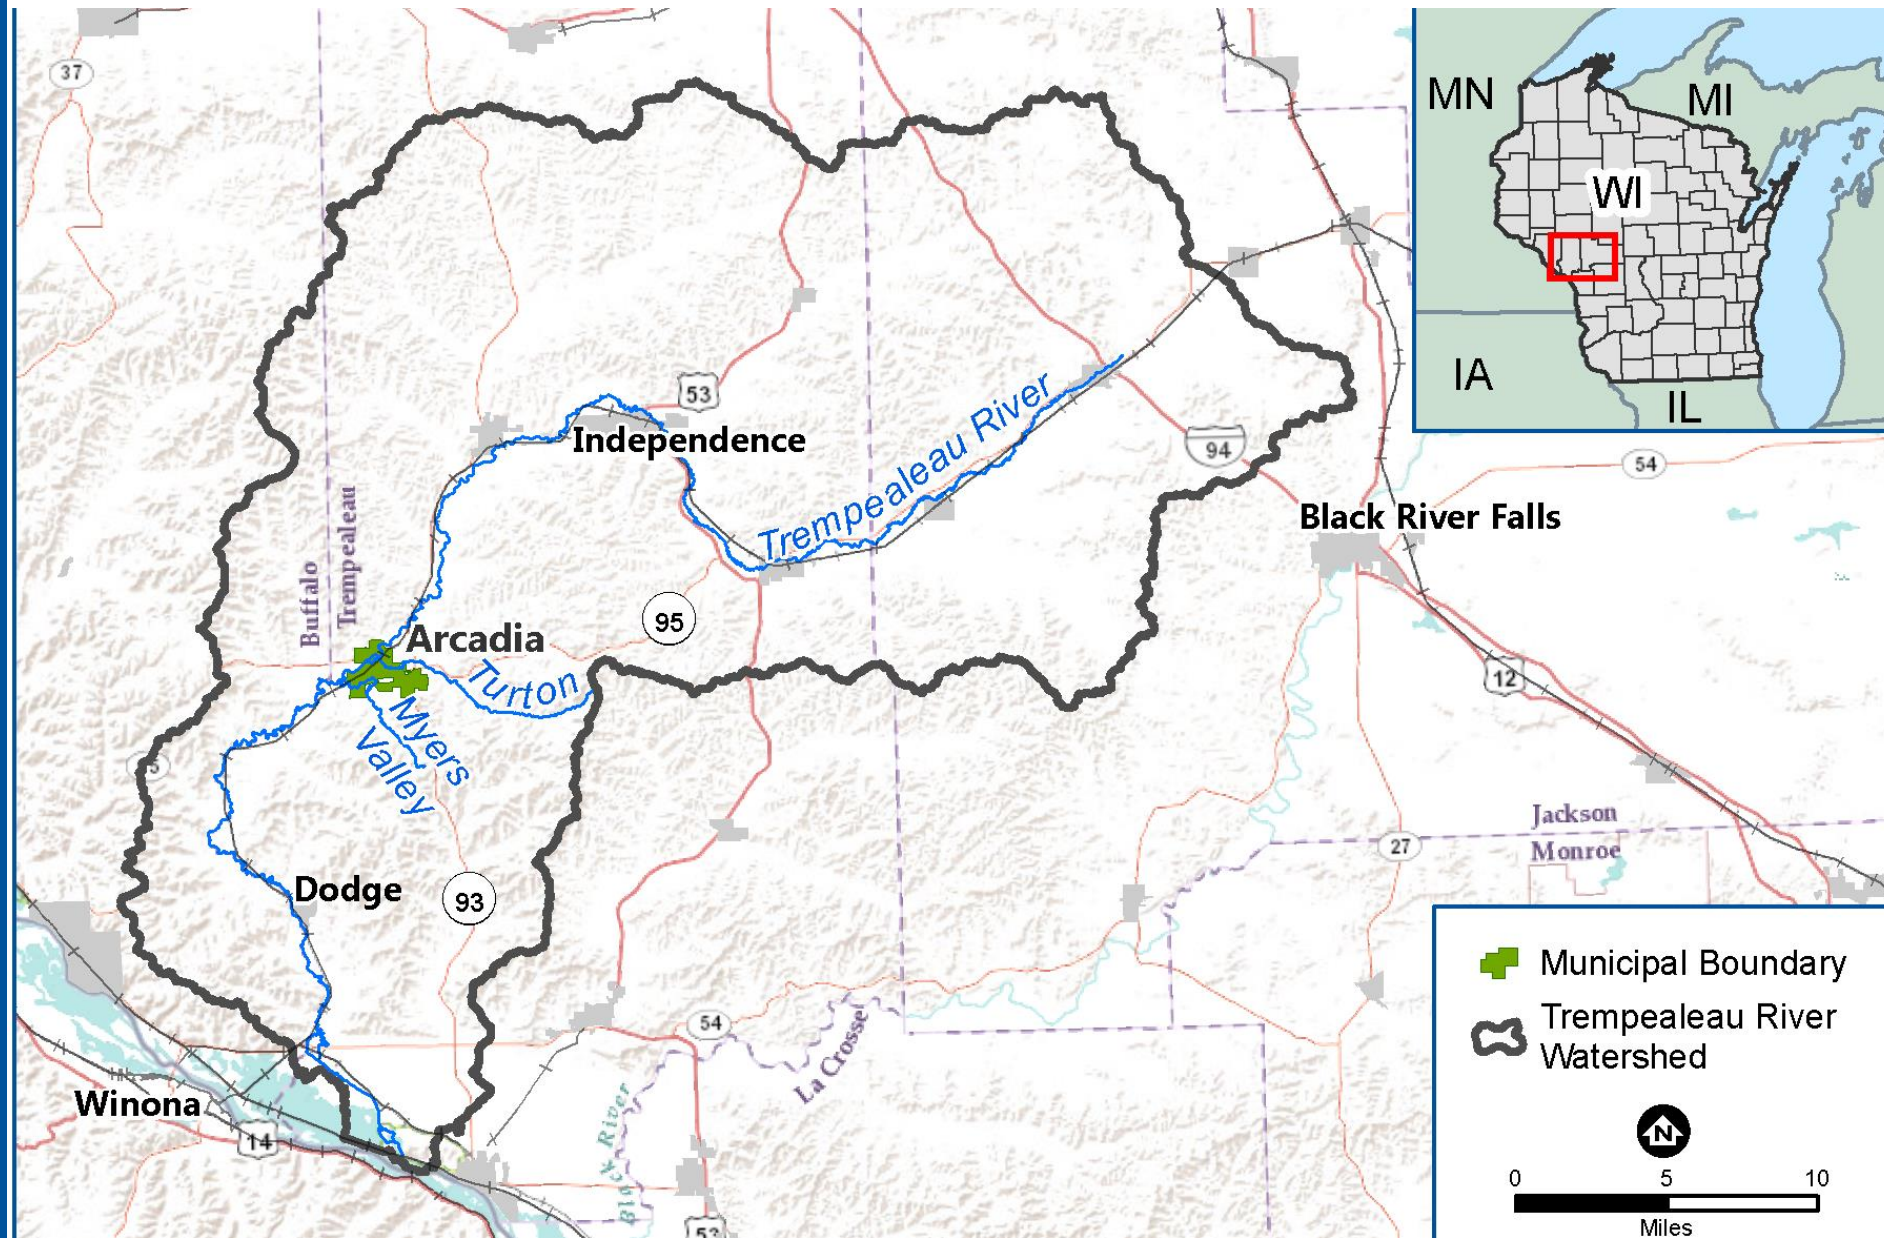 37
MN
MI
WI
IA
IL
53
Independence
Trempealeau River
94
54
Black River Falls
Buffalo
Trempealeau
95
Arcadia
Turton
Myers
Valley
12
Jackson
Monroe
27
Dodge
93
54
La Crosse
Black River
Winona
14
53
Municipal Boundary
Trempealeau River
Watershed
N
0 5 10
Miles